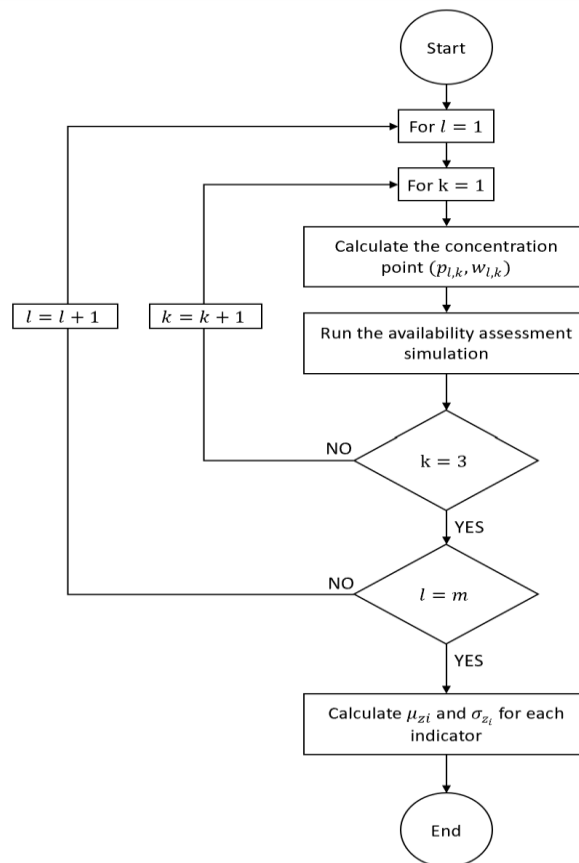 Start
For l = 1
For k = 1
Calculate the concentration
point (p_{l,k}, w_{l,k})
l = l + 1
k = k + 1
Run the availability assessment
simulation
NO
k = 3
YES
NO
l = m
YES
Calculate μ_{zi} and σ_{z_i} for each
indicator
End